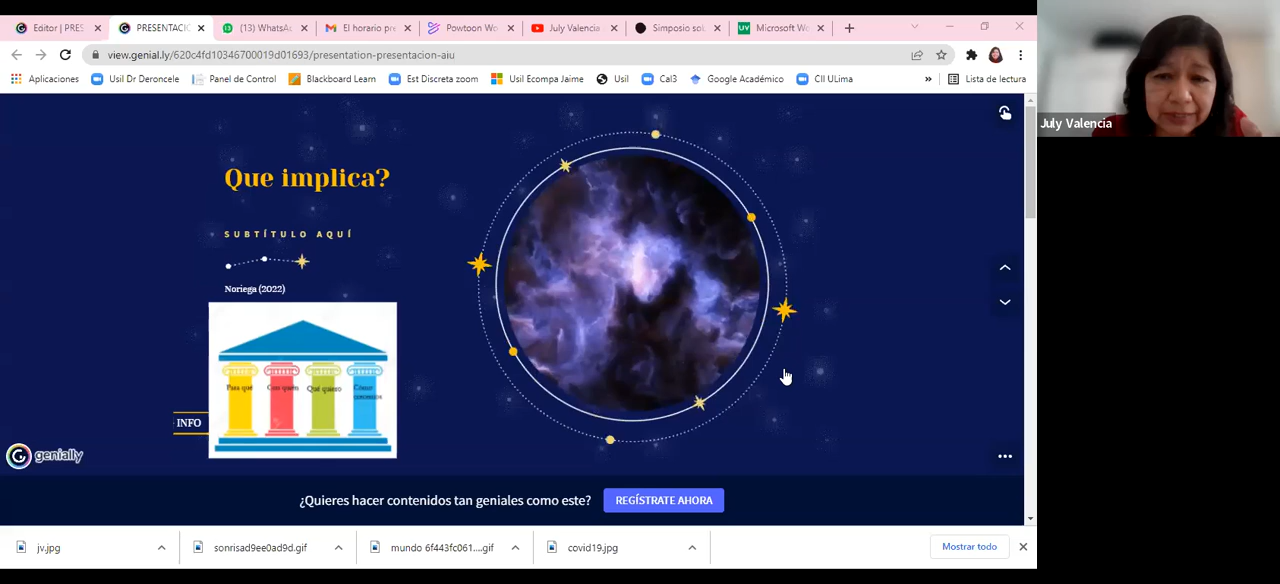 Editor | PRES
PRESENTACIO
(13) WhatsA
El horario pr
Powtoon Wo
July Valencia
Simposio sol
Microsoft We
view.genial.ly/620c4fd10346700019d01693/presentation-presentacion-aiu
Aplicaciones
Usil Dr Deroncele
Panel de Control
Blackboard Learn
Est Discreta zoom
Usil Ecompa Jaime
Usil
Cal3
Google Académico
CII ULima
»
Lista de lectura
July Valencia
Que implica?
SUBTÍTULO AQUÍ
Noriega (2022)
Para qué
Con quién
Qué quiero
INFO
genially
¿Quieres hacer contenidos tan geniales como este?
REGÍSTRATE AHORA
jv.jpg
sonrisad9ee0ad9d.gif
mundo 6f443fc061....gif
covid19.jpg
Mostrar todo